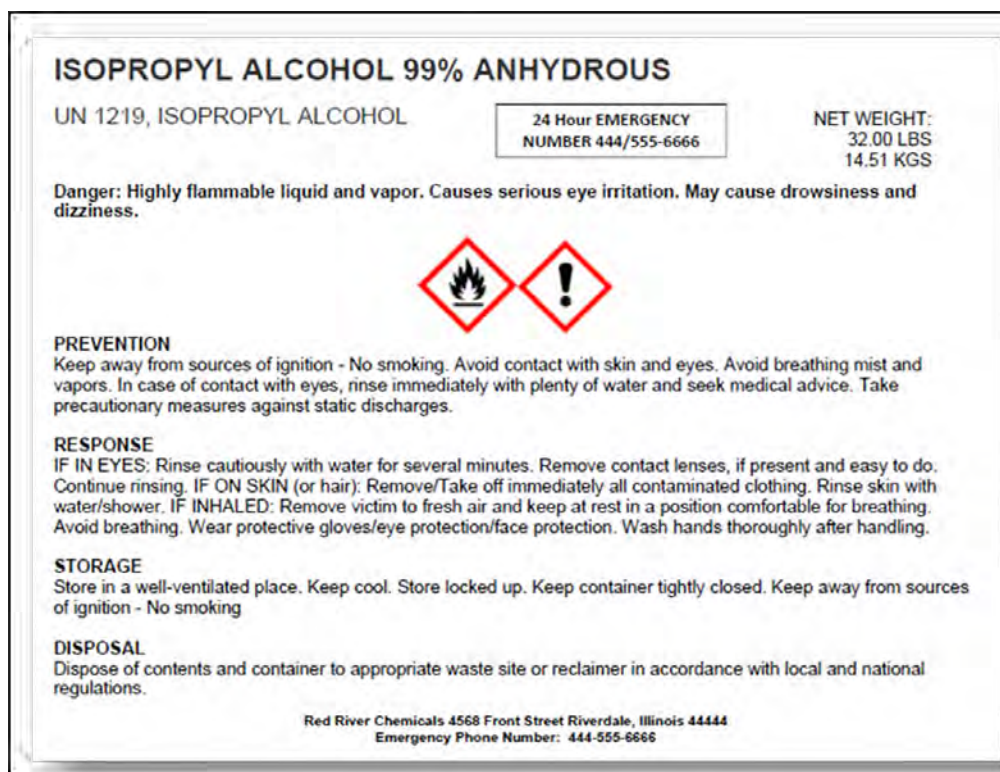 ISOPROPYL ALCOHOL 99% ANHYDROUS
UN 1219, ISOPROPYL ALCOHOL
24 Hour EMERGENCY
NUMBER 444/555-6666
NET WEIGHT:
32.00 LBS
14.51 KGS
Danger: Highly flammable liquid and vapor. Causes serious eye irritation. May cause drowsiness and
dizziness.
PREVENTION
Keep away from sources of ignition - No smoking. Avoid contact with skin and eyes. Avoid breathing mist and
vapors. In case of contact with eyes, rinse immediately with plenty of water and seek medical advice. Take
precautionary measures against static discharges.
RESPONSE
IF IN EYES: Rinse cautiously with water for several minutes. Remove contact lenses, if present and easy to do.
Continue rinsing. IF ON SKIN (or hair): Remove/Take off immediately all contaminated clothing. Rinse skin with
water/shower. IF INHALED: Remove victim to fresh air and keep at rest in a position comfortable for breathing.
Avoid breathing. Wear protective gloves/eye protection/face protection. Wash hands thoroughly after handling.
STORAGE
Store in a well-ventilated place. Keep cool. Store locked up. Keep container tightly closed. Keep away from sources
of ignition - No smoking
DISPOSAL
Dispose of contents and container to appropriate waste site or reclaimer in accordance with local and national
regulations.
Red River Chemicals 4568 Front Street Riverdale, Illinois 44444
Emergency Phone Number: 444-555-6666